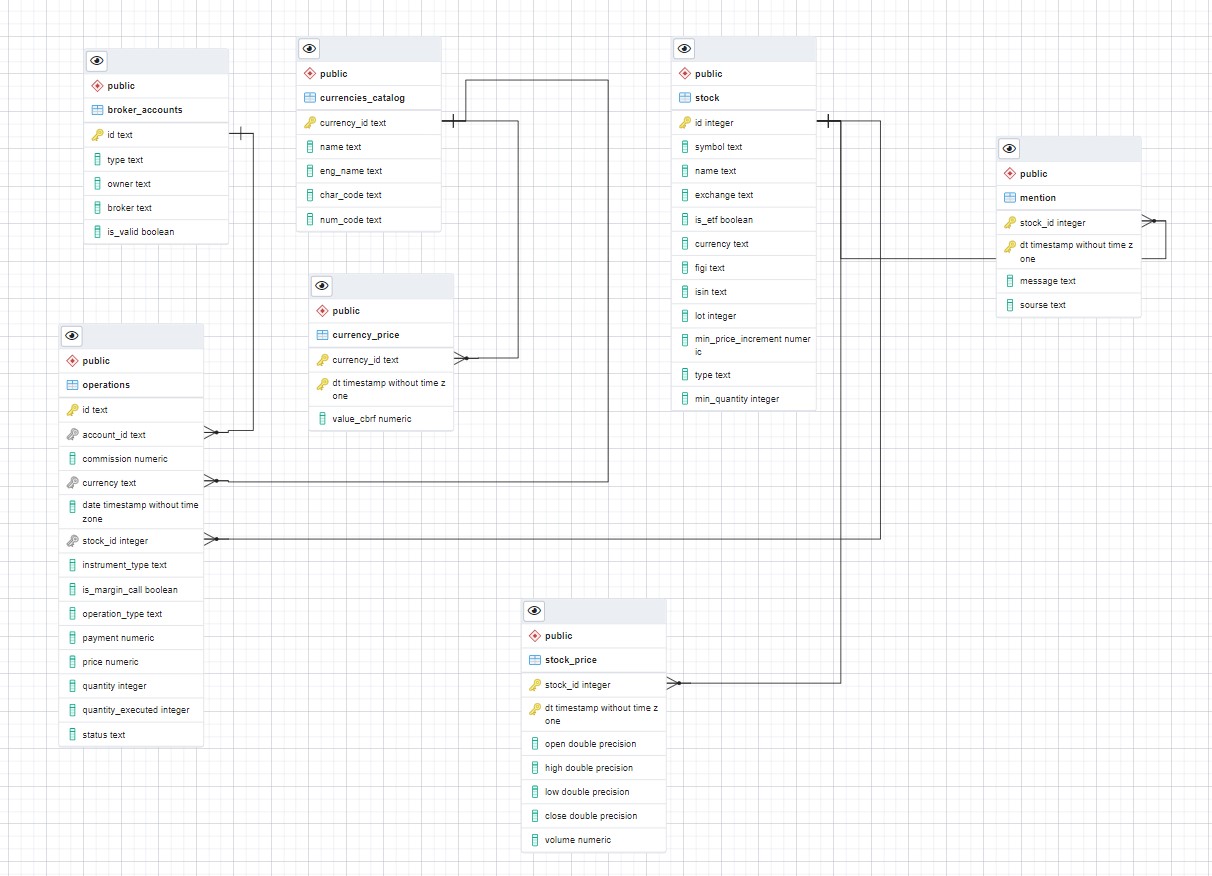 public
broker_accounts
id text
type text
owner text
broker text
is_valid boolean
public
currencies_catalog
currency_id text
name text
eng_name text
char_code text
num_code text
public
stock
id integer
symbol text
name text
exchange text
is_etf boolean
currency text
figi text
isin text
lot integer
min_price_increment numer
ic
type text
min_quantity integer
public
mention
stock_id integer
dt timestamp without time z
one
message text
sourse text
public
currency_price
currency_id text
dt timestamp without time z
one
value_cbrf numeric
public
operations
id text
account_id text
commission numeric
currency text
date timestamp without time
zone
stock_id integer
instrument_type text
is_margin_call boolean
operation_type text
payment numeric
price numeric
quantity integer
quantity_executed integer
status text
public
stock_price
stock_id integer
dt timestamp without time z
one
open double precision
high double precision
low double precision
close double precision
volume numeric